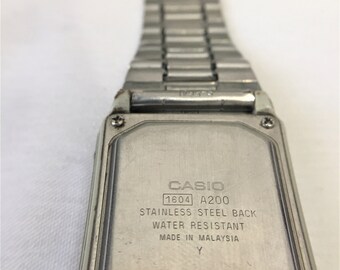 CASIO
1604 A200
STAINLESS STEEL BACK
WATER RESISTANT
MADE IN MALAYSIA
Y